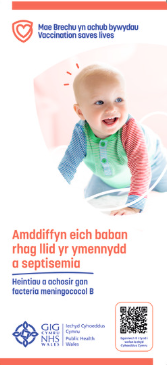 Mae Brechu yn achub bywydau
Vaccination saves lives
Amddiffyn eich baban
rhag llid yr ymennydd
a septisemia
Heintiau a achosir gan
facteria meningococol B
GIG
CYMRU
NHS
WALES
Iechyd Cyhoeddus
Cymru
Public Health
Wales